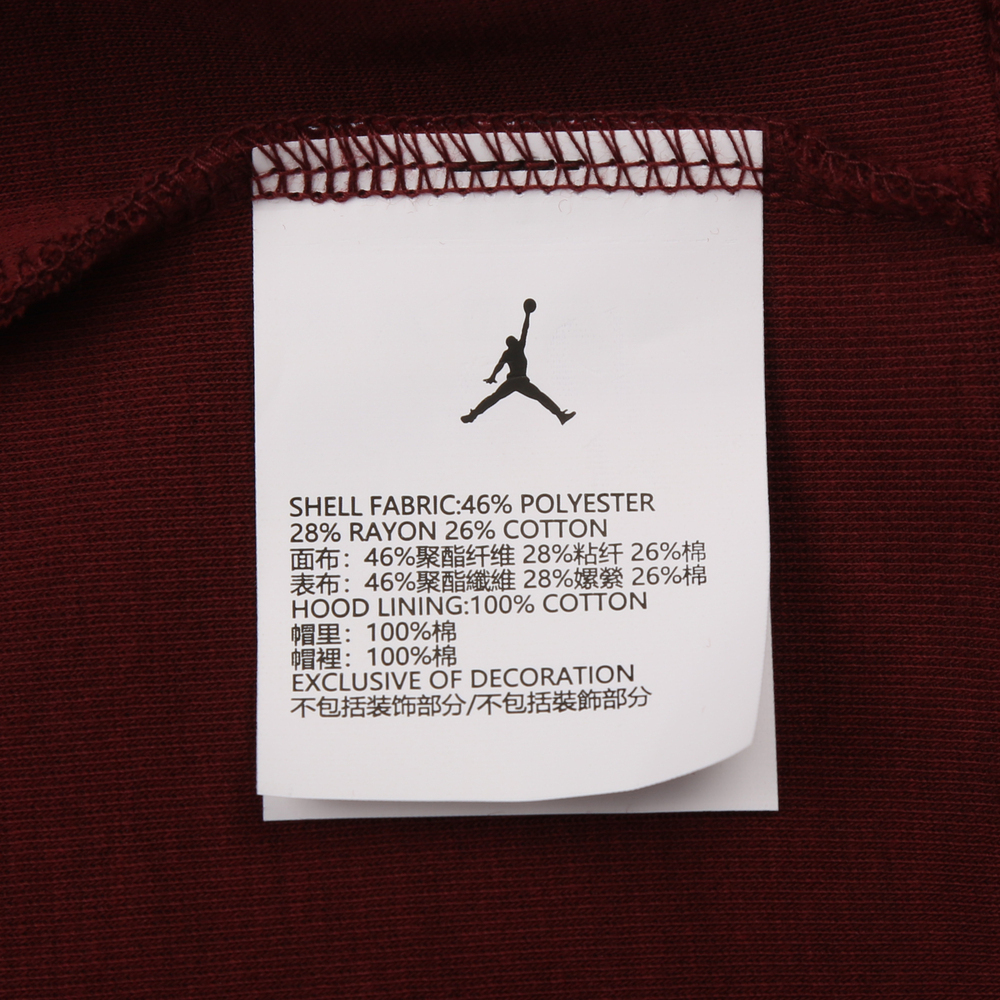 SHELL FABRIC:46% POLYESTER
28% RAYON 26% COTTON
面布：46%聚酯纤维 28%粘纤 26%棉
表布：46%聚酯纖維 28%嫘縈 26%棉
HOOD LINING:100% COTTON
帽里：100%棉
帽裡：100%棉
EXCLUSIVE OF DECORATION
不包括装饰部分/不包括裝飾部分